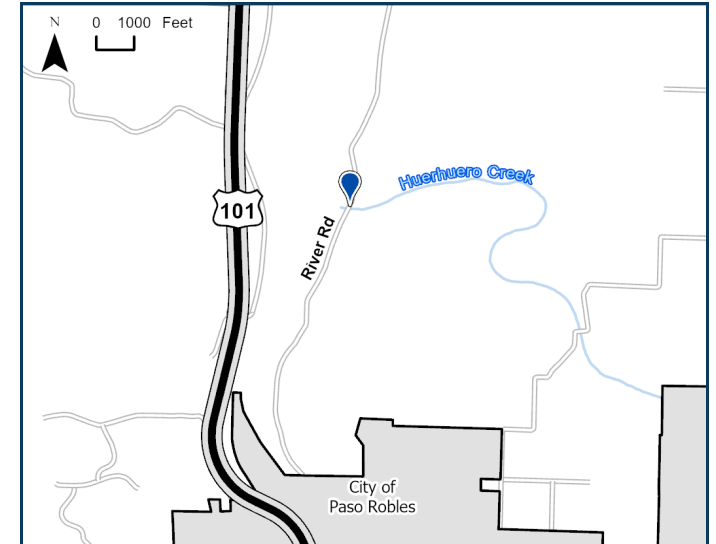 N
0 1000 Feet
Huerhuero Creek
101
River Rd
City of
Paso Robles